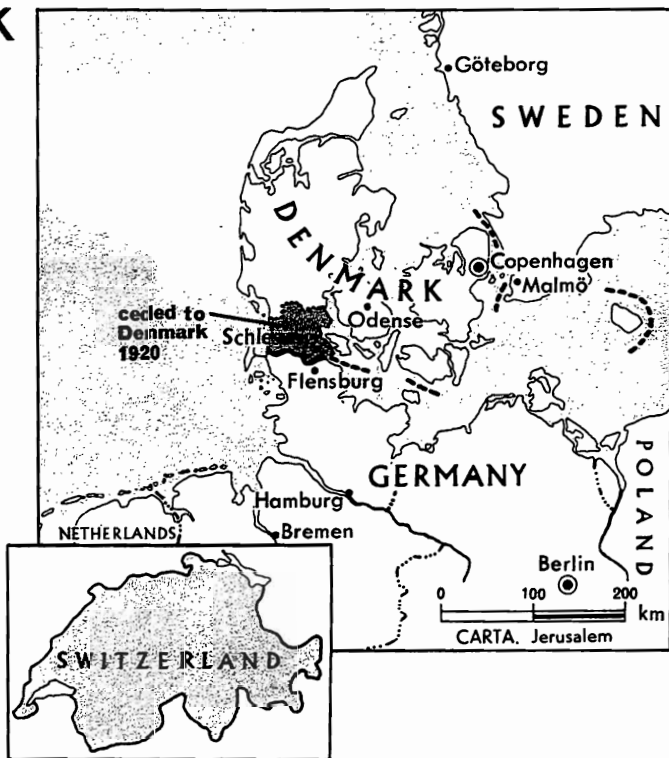 K
Göteborg
SWEDEN
DENMARK
Copenhagen
Malmö
ceded to
Denmark
1920
Odense
Flensburg
GERMANY
POLAND
Hamburg
NETHERLANDS
Bremen
Berlin
0 100 200
km
CARTA, Jerusalem
SWITZERLAND